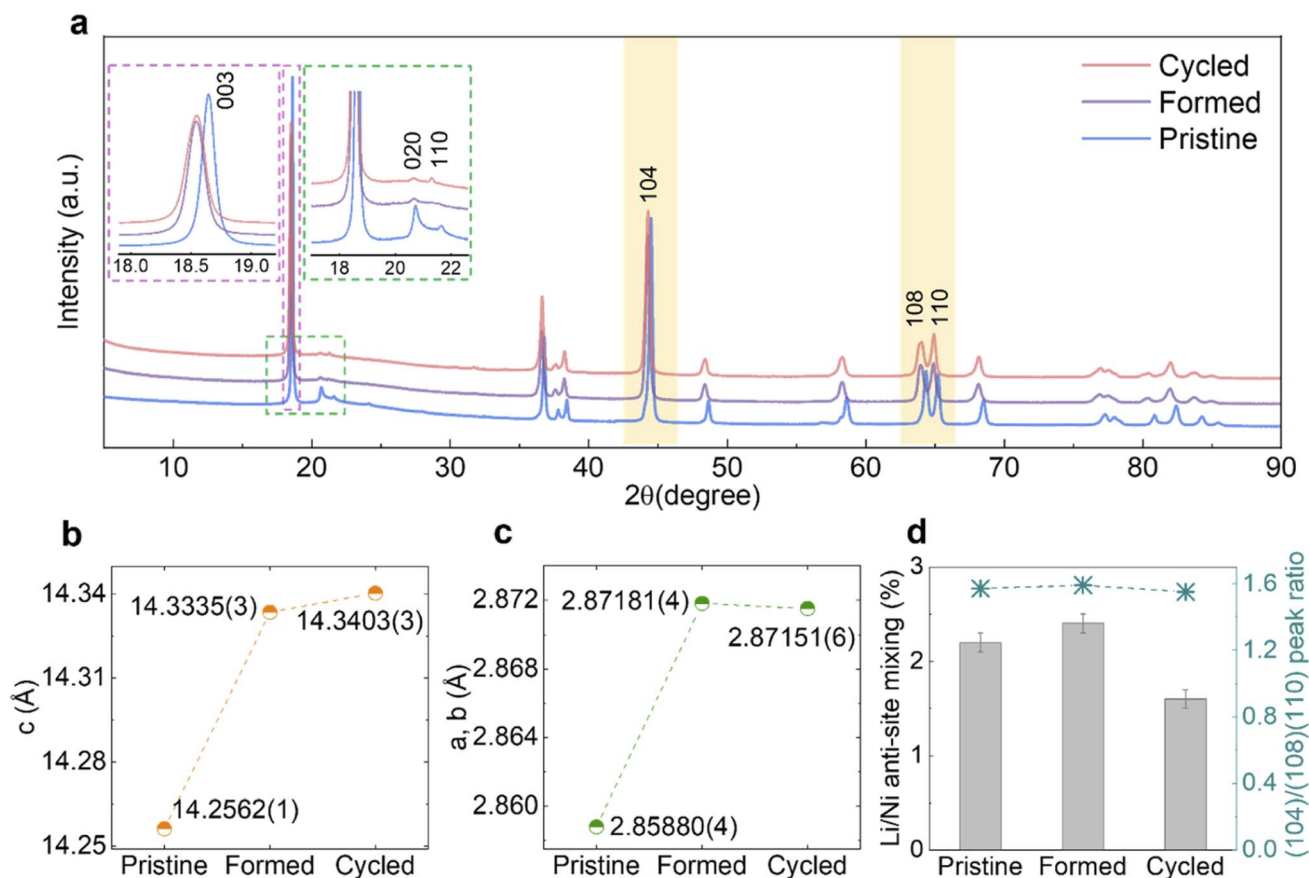 a
Intensity (a.u.)
003
18.0 18.5 19.0
020
110
18 20 22
104
108
110
Cycled
Formed
Pristine
10 20 30 40 50 60 70 80 90
2θ(degree)
b
c (Å)
14.34
14.31
14.28
14.25
14.3335(3)
14.3403(3)
14.2562(1)
Pristine Formed Cycled
c
a, b (Å)
2.872
2.868
2.864
2.860
2.87181(4)
2.87151(6)
2.85880(4)
Pristine Formed Cycled
d
Li/Ni anti-site mixing (%)
3
2
1
0
1.6
1.2
0.8
0.4
0.0
(104)/(108)(110) peak ratio
Pristine Formed Cycled